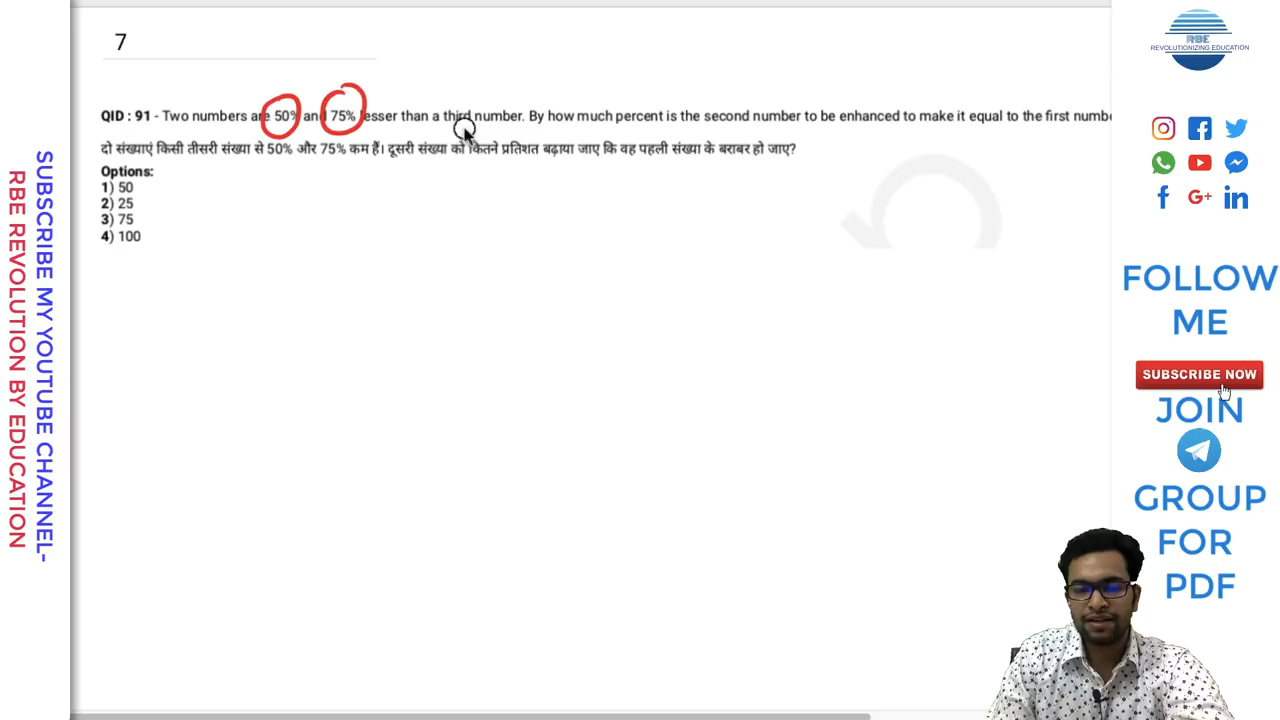 7
QID : 91 - Two numbers are 50% and 75% lesser than a third number. By how much percent is the second number to be enhanced to make it equal to the first numbe
दो संख्याएं किसी तीसरी संख्या से 50% और 75% कम हैं। दूसरी संख्या को कितने प्रतिशत बढ़ाया जाए कि वह पहली संख्या के बराबर हो जाए?
Options:
1) 50
2) 25
3) 75
4) 100
SUBSCRIBE MY YOUTUBE CHANNEL-
RBE REVOLUTION BY EDUCATION
RBE
REVOLUTIONIZING EDUCATION
FOLLOW
ME
SUBSCRIBE NOW
JOIN
GROUP
FOR
PDF